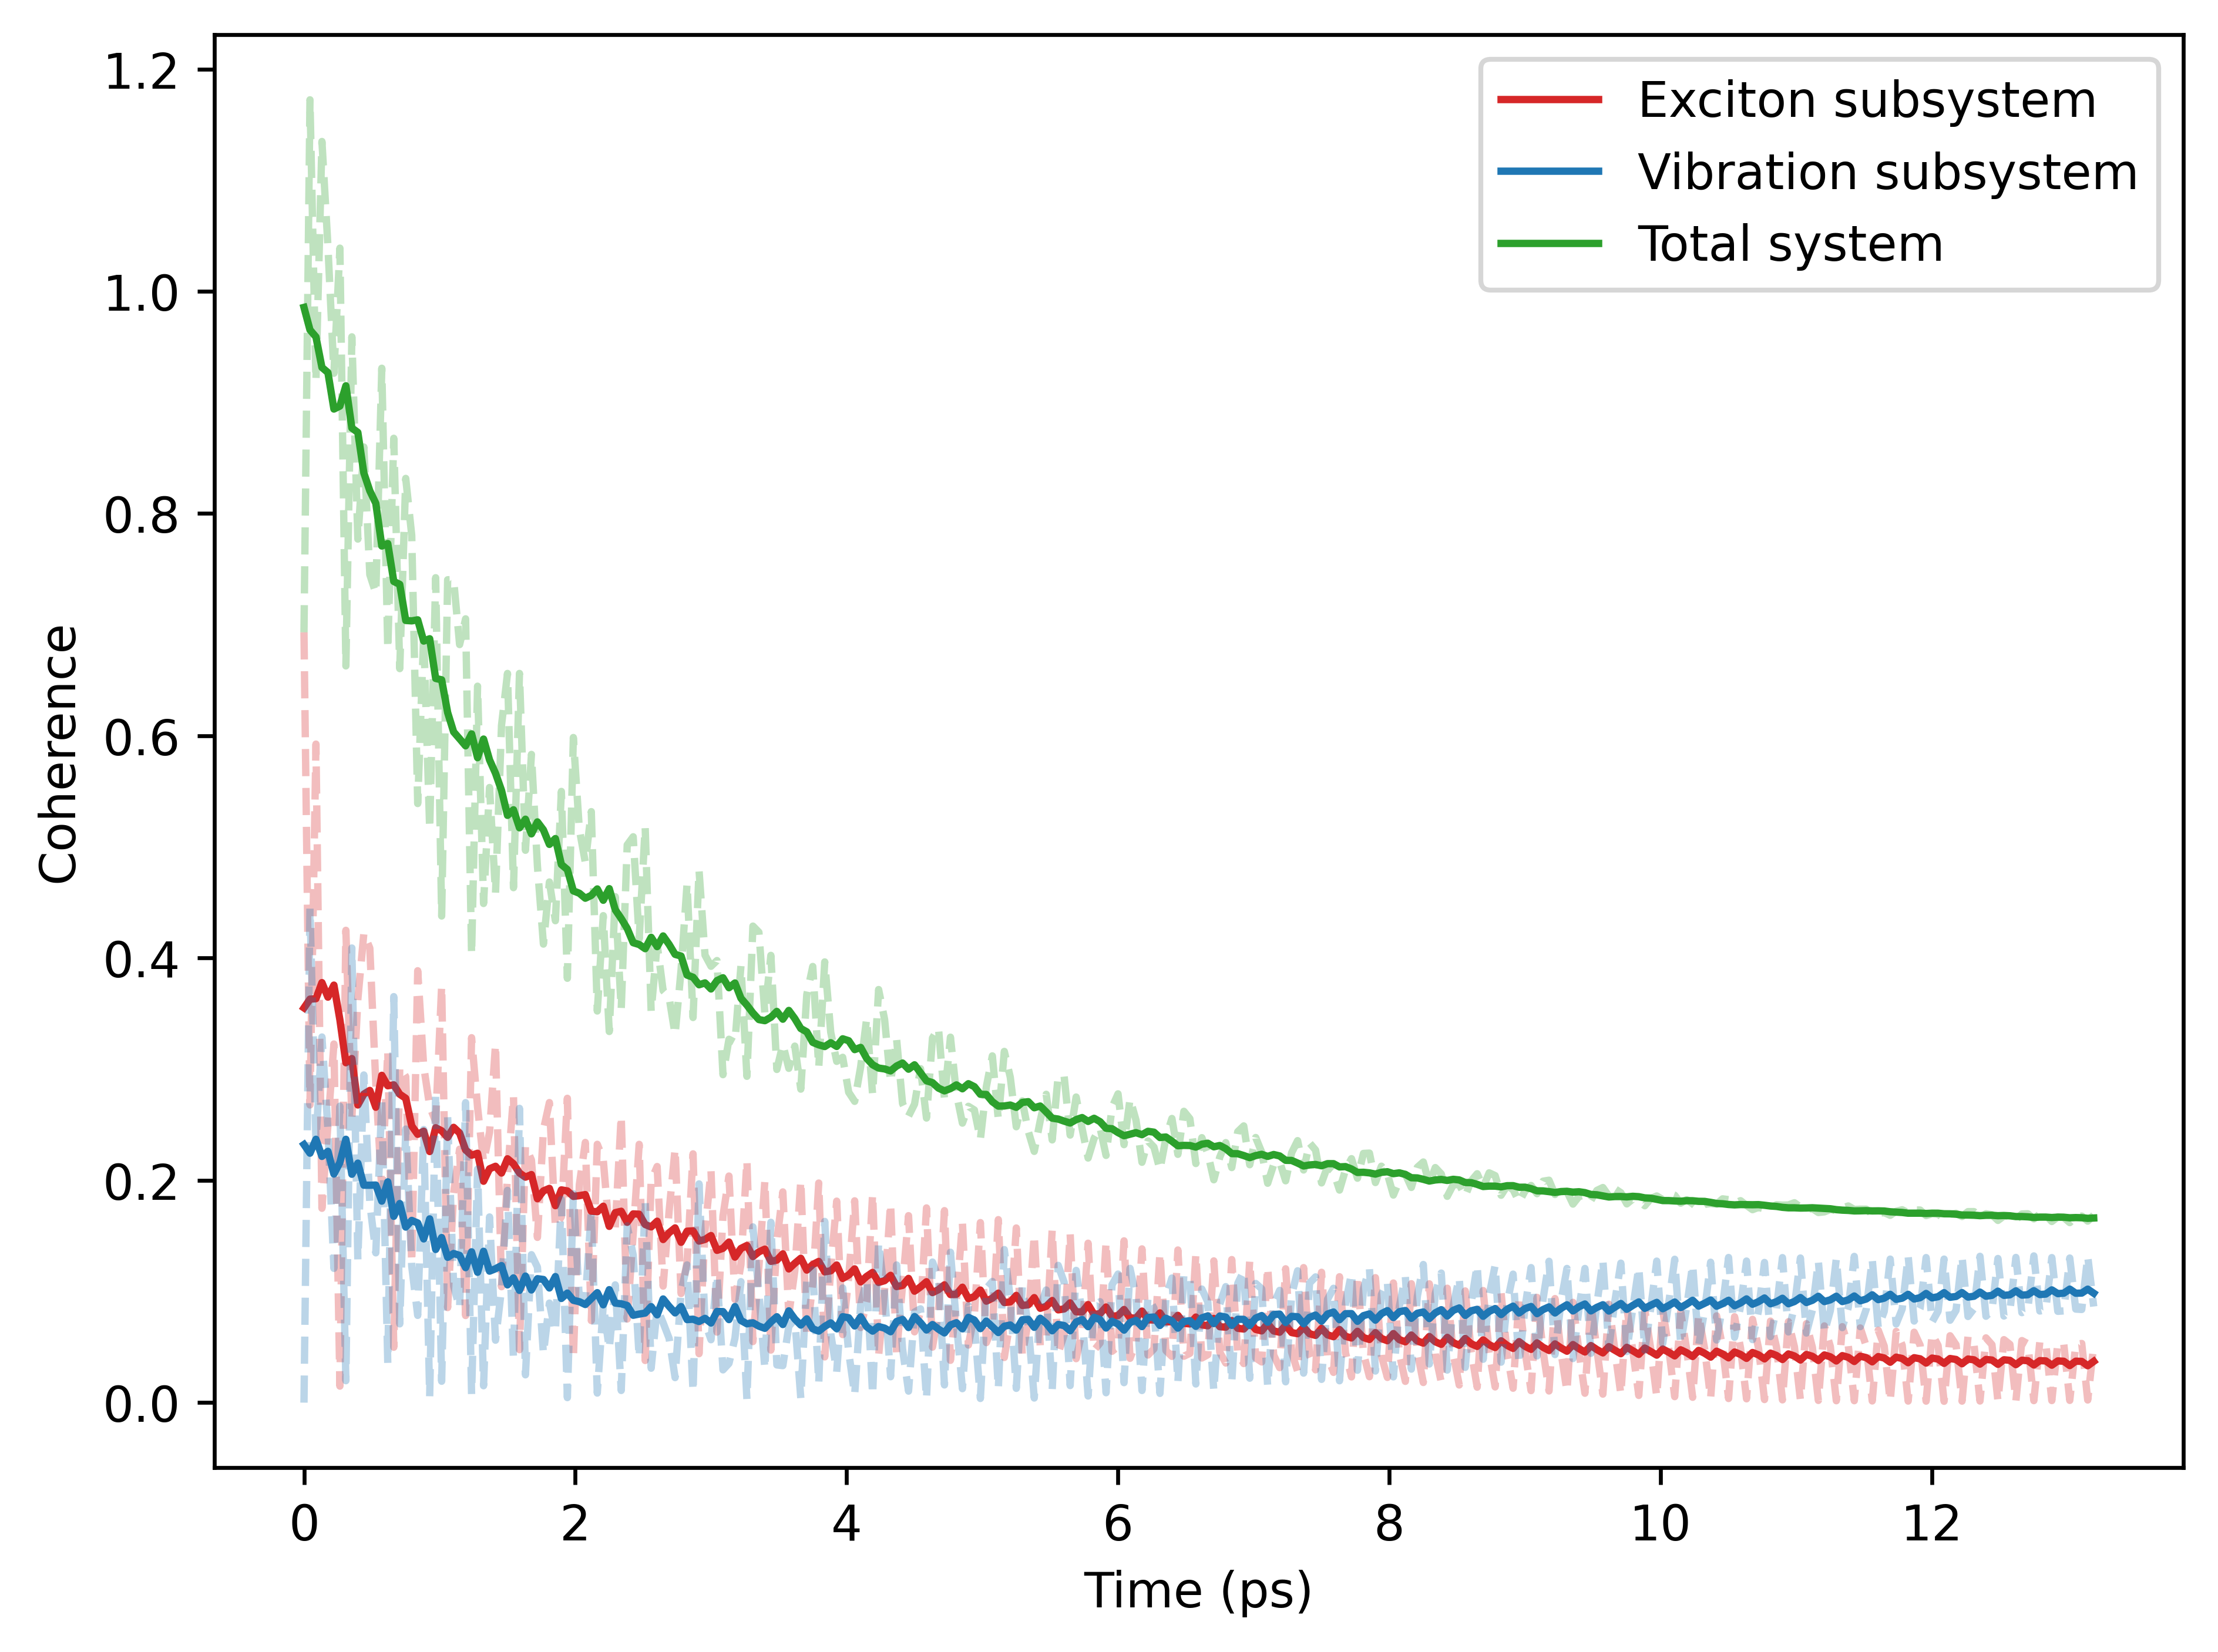 1.2
1.0
0.8
0.6
0.4
0.2
0.0
Coherence
Exciton subsystem
Vibration subsystem
Total system
0 2 4 6 8 10 12
Time (ps)